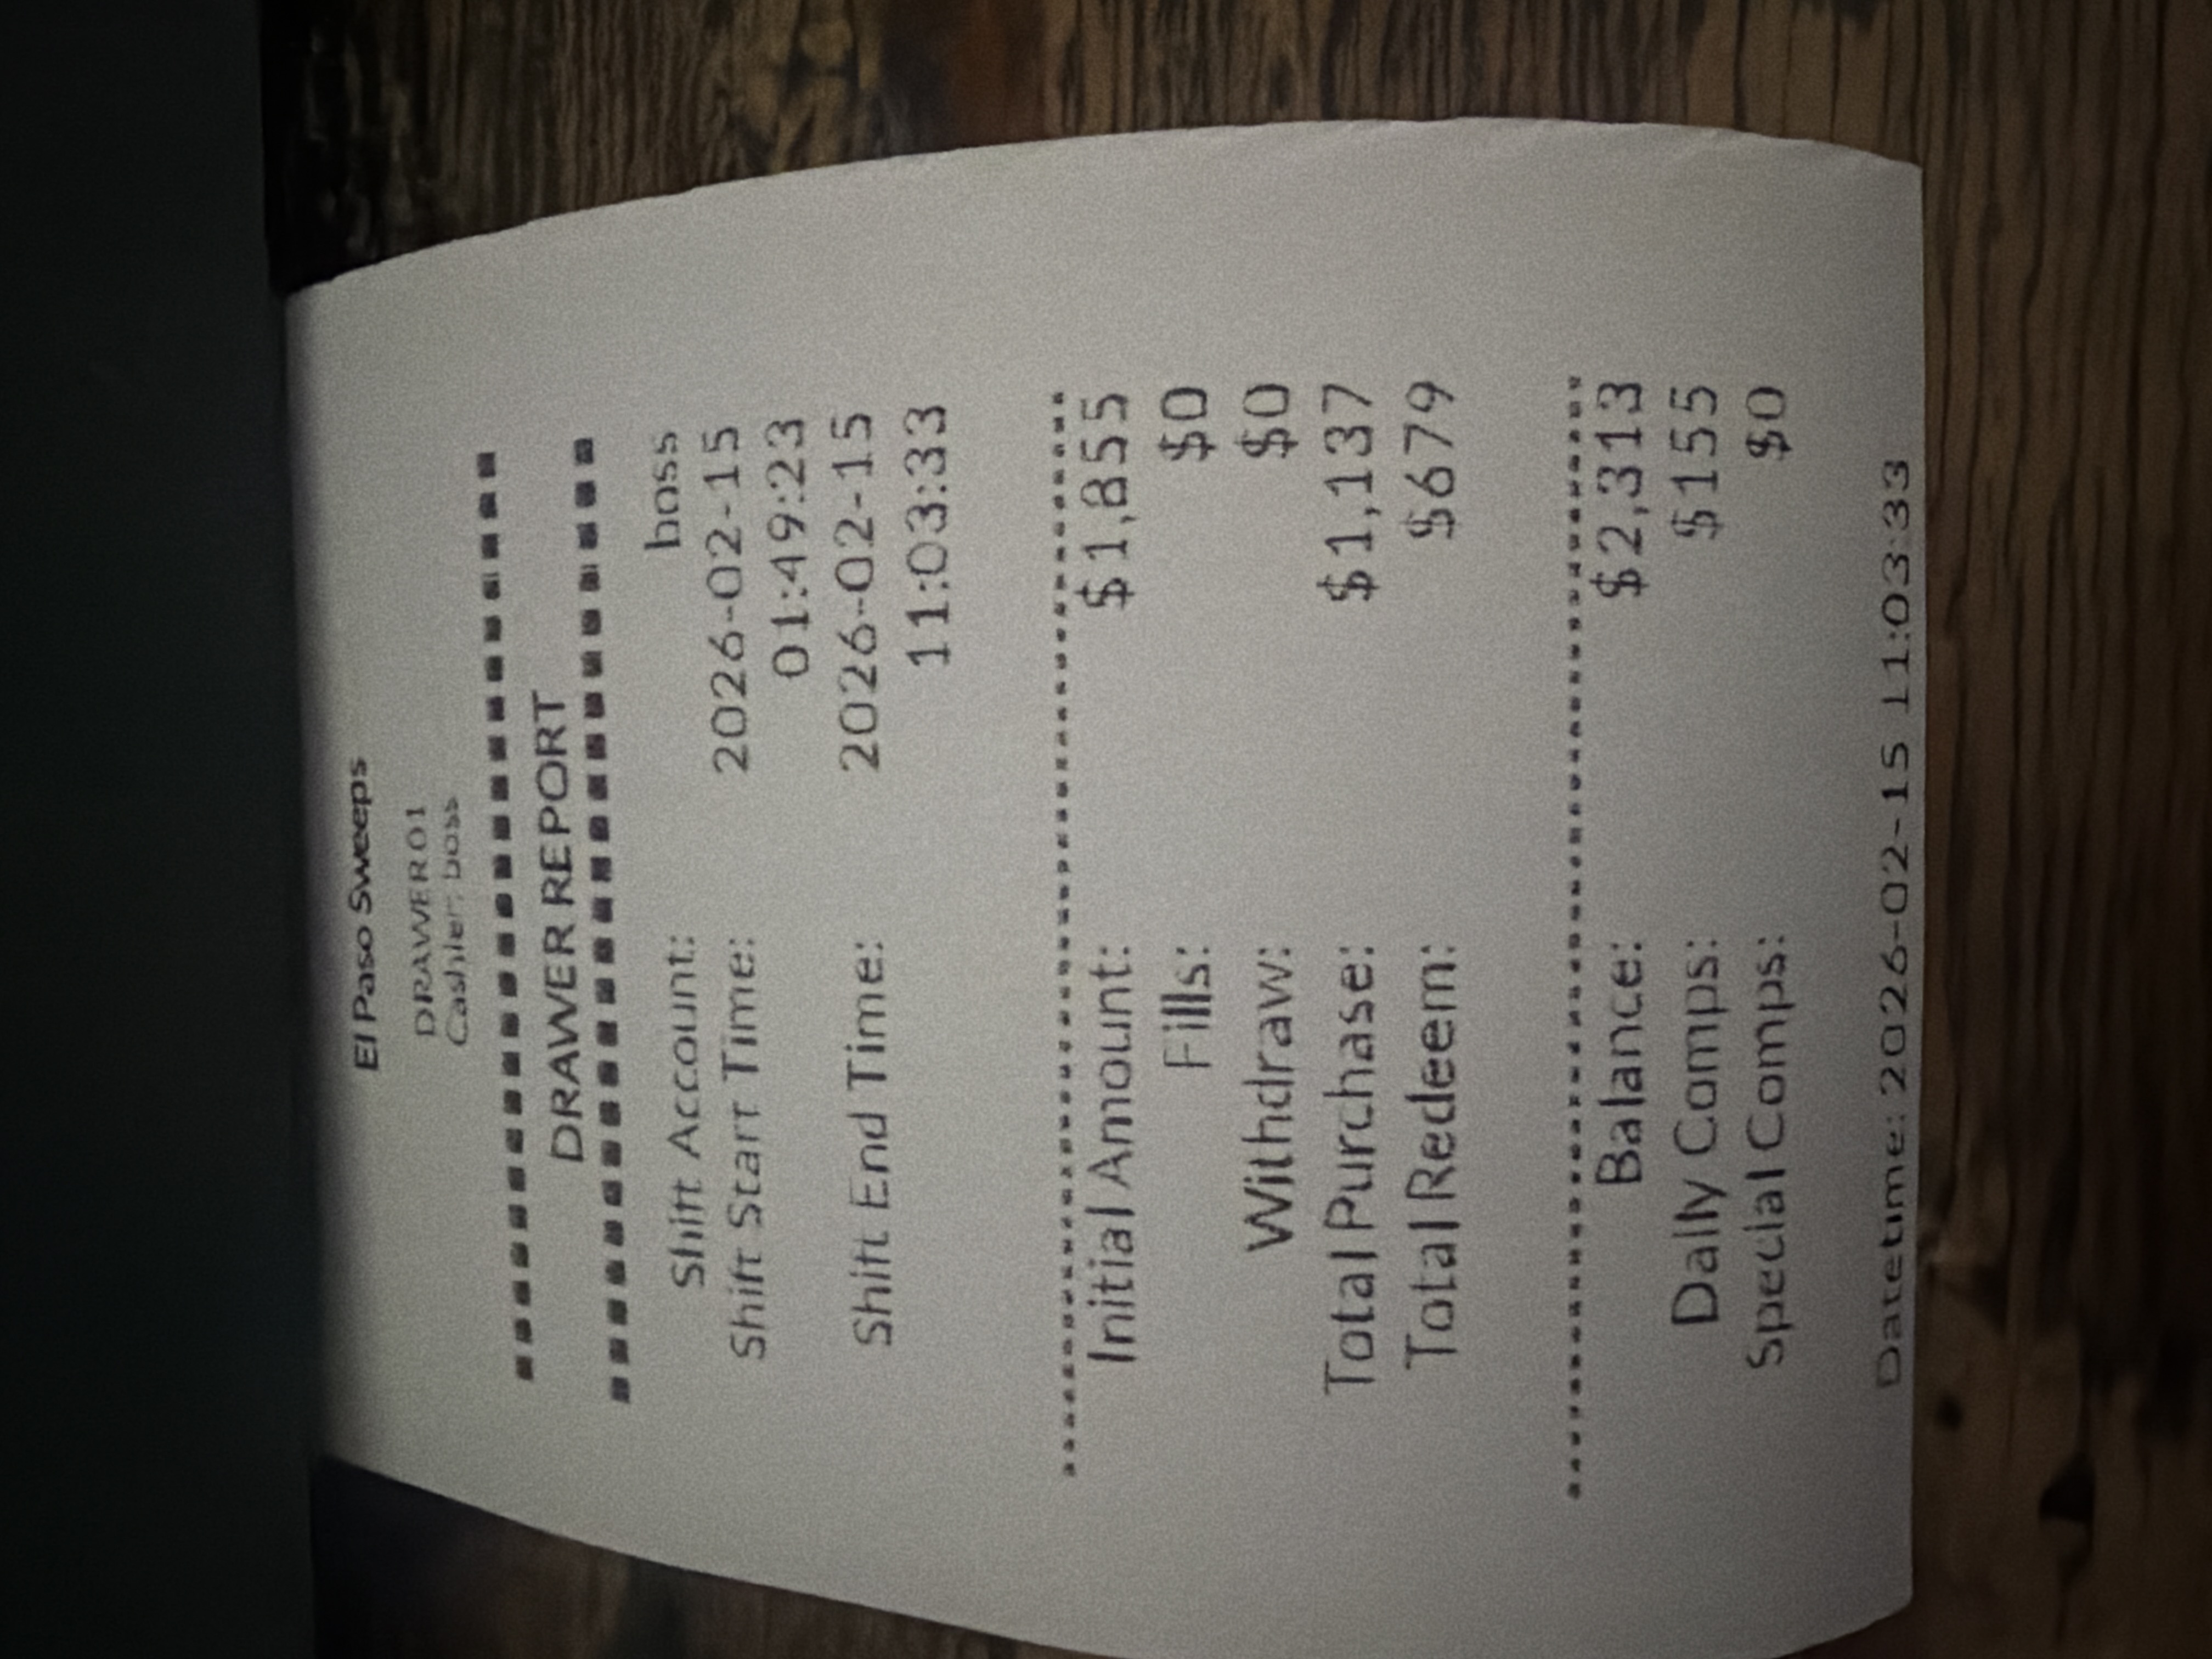 El Paso Sweeps
DRAWER01
Cashier: boss
DRAWER REPORT
Shift Account: boss
Shift Start Time: 2026-02-15
01:49:23
Shift End Time: 2026-02-15
11:03:33
Initial Amount: $1,855
Fills: $0
Withdraw: $0
Total Purchase: $1,137
Total Redeem: $679
Balance: $2,313
Daily Comps: $155
Special Comps: $0
Datetime: 2026-02-15 11:03:33